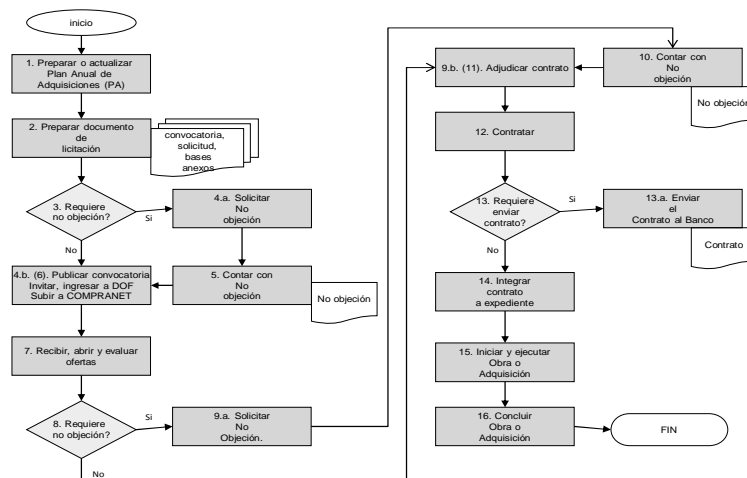 inicio
1. Preparar o actualizar
Plan Anual de
Adquisiciones (PA)
2. Preparar documento
de
licitación
convocatoria,
solicitud,
bases
anexos
3. Requiere
no objeción?
Si
No
4.a. Solicitar
No
objeción
4.b. (6). Publicar convocatoria
Invitar, ingresar a DOF
Subir a COMPRANET
5. Contar con
No
objeción
No objeción
7. Recibir, abrir y evaluar
ofertas
8. Requiere
no objeción?
Si
No
9.a. Solicitar
No
Objeción.
9.b. (11). Adjudicar contrato
10. Contar con
No
objeción
No objeción
12. Contratar
13. Requiere
enviar
contrato?
Si
No
13.a. Enviar
el
Contrato al Banco
Contrato
14. Integrar
contrato
a expediente
15. Iniciar y ejecutar
Obra o
Adquisición
16. Concluir
Obra o
Adquisición
FIN